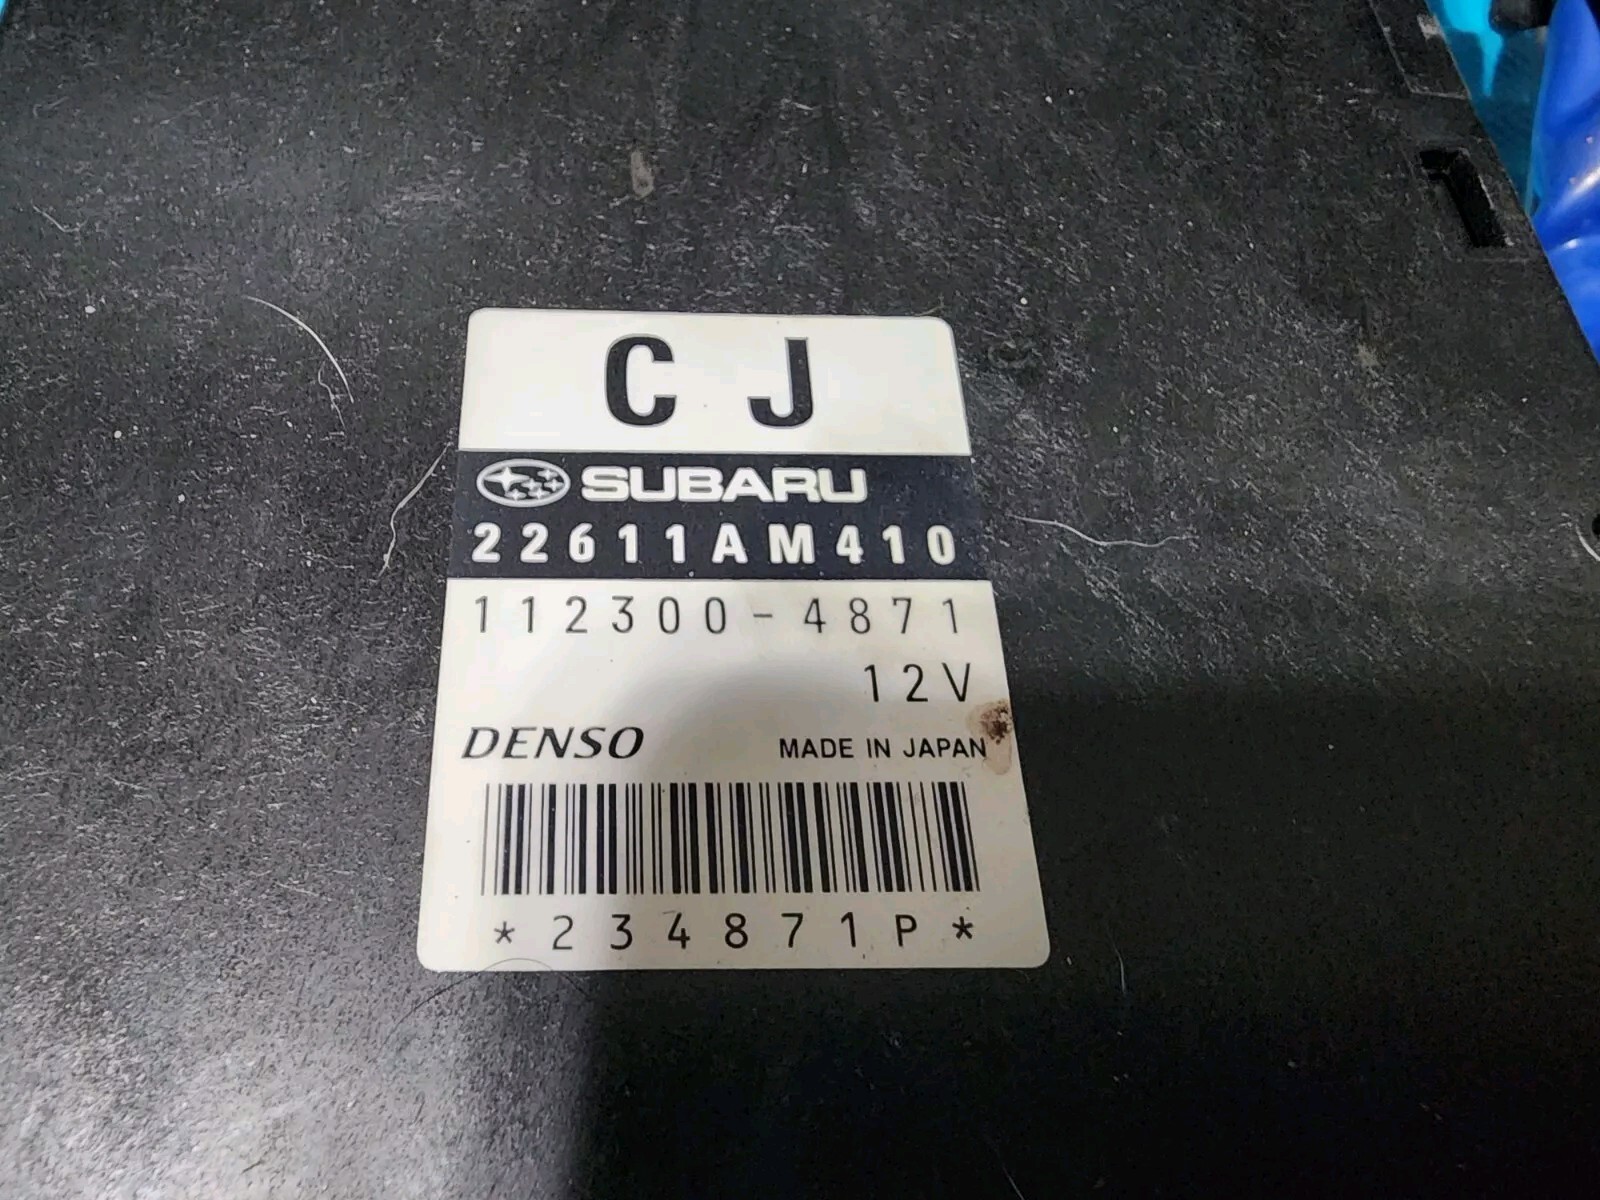 C J
SUBARU
22611AM410
112300-4871
12V
DENSO MADE IN JAPAN
*234871P*